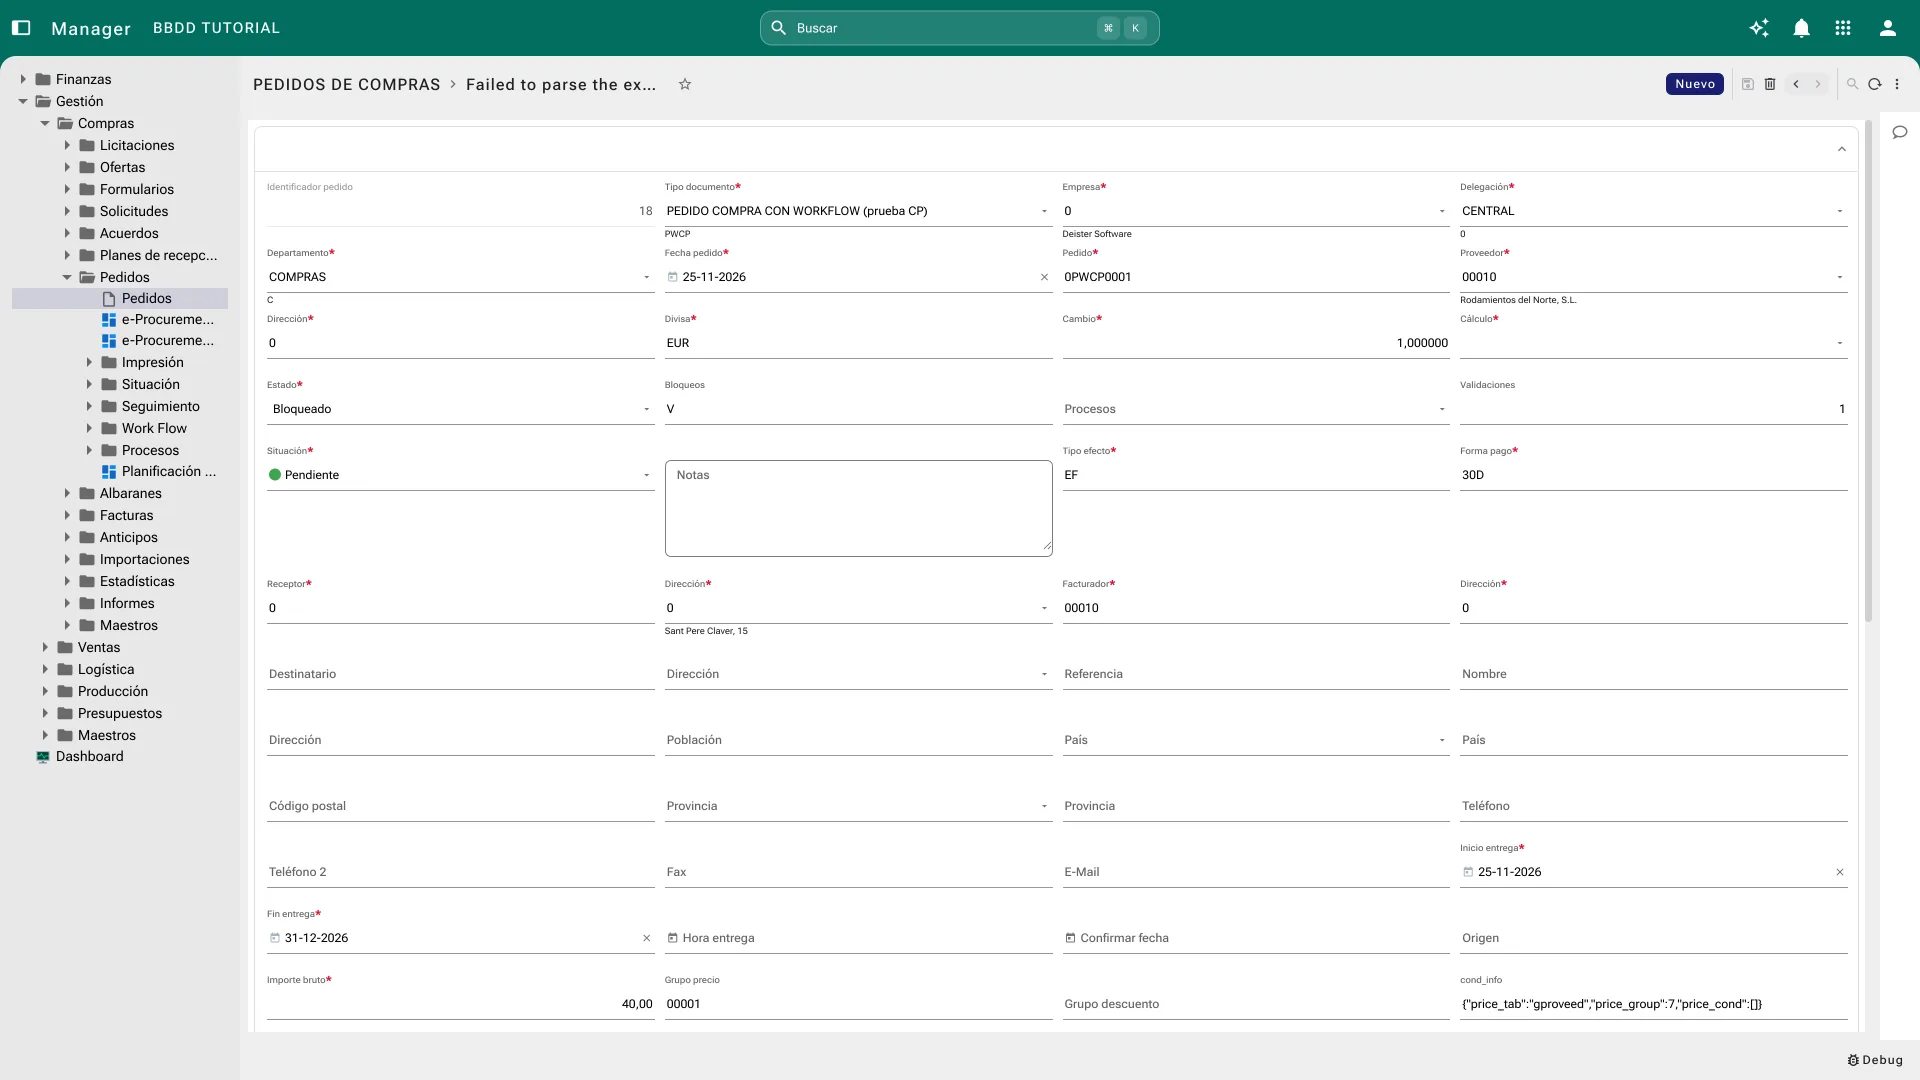 Manager BBDD TUTORIAL Buscar ⌘ K
Finanzas
Gestión
Compras
Licitaciones
Ofertas
Formularios
Solicitudes
Acuerdos
Planes de recepc...
Pedidos
Pedidos
e-Procureme...
e-Procureme...
Impresión
Situación
Seguimiento
Work Flow
Procesos
Planificación ...
Albaranes
Facturas
Anticipos
Importaciones
Estadísticas
Informes
Maestros
Ventas
Logística
Producción
Presupuestos
Maestros
Dashboard
PEDIDOS DE COMPRAS > Failed to parse the ex... Nuevo
Identificador pedido Tipo documento* Empresa* Delegación*
18 PEDIDO COMPRA CON WORKFLOW (prueba CP) 0 CENTRAL
PWCP Deister Software 0
Departamento* Fecha pedido* Pedido* Proveedor*
COMPRAS 25-11-2026 0PWCP0001 00010
C Rodamientos del Norte, S.L.
Dirección* Divisa* Cambio* Cálculo*
0 EUR 1,000000
Estado* Bloqueos Validaciones
Bloqueado V Procesos 1
Situación* Tipo efecto* Forma pago*
Pendiente Notas EF 30D
Receptor* Dirección* Facturador* Dirección*
0 0 00010 0
Sant Pere Claver, 15
Destinatario Dirección Referencia Nombre
Dirección Población País País
Código postal Provincia Provincia Teléfono
Inicio entrega*
Teléfono 2 Fax E-Mail 25-11-2026
Fin entrega*
31-12-2026 Hora entrega Confirmar fecha Origen
Importe bruto* Grupo precio cond_info
40,00 00001 Grupo descuento {"price_tab":"gproveed","price_group":7,"price_cond":[]}
Debug